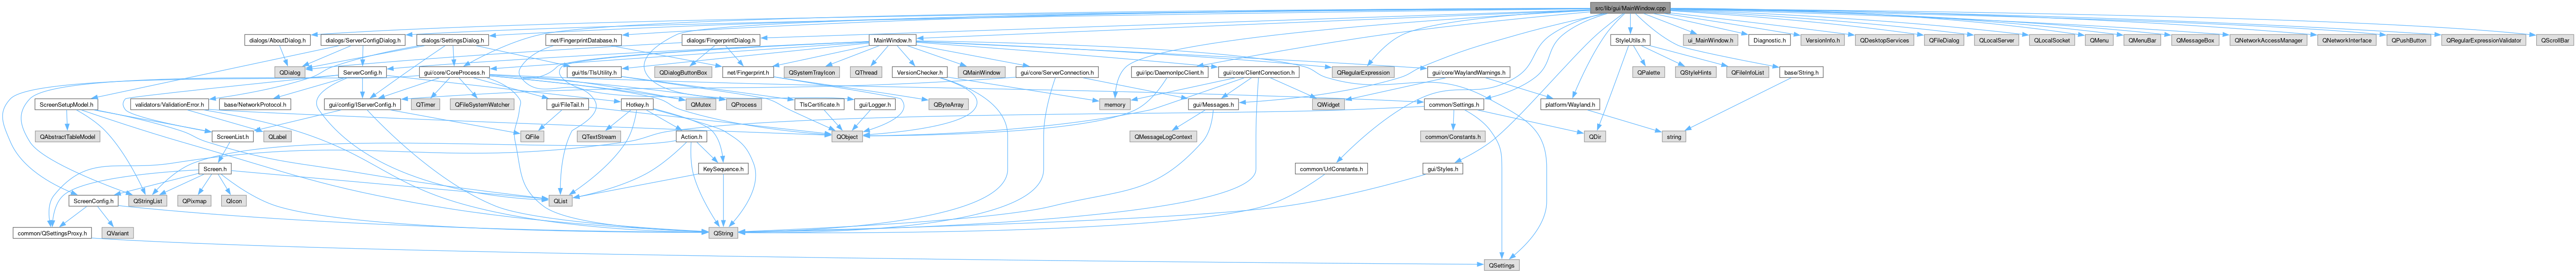 src/lib/gui/MainWindow.cpp
dialogs/AboutDialog.h
dialogs/ServerConfigDialog.h
dialogs/SettingsDialog.h
net/FingerprintDatabase.h
dialogs/FingerprintDialog.h
MainWindow.h
StyleUtils.h
ui_MainWindow.h
Diagnostic.h
VersionInfo.h
QDesktopServices
QFileDialog
QLocalServer
QLocalSocket
QMenu
QMenuBar
QMessageBox
QNetworkAccessManager
QNetworkInterface
QPushButton
QRegularExpressionValidator
QScrollBar
QDialog
ServerConfig.h
gui/core/CoreProcess.h
gui/tls/TlsUtility.h
QDialogButtonBox
net/Fingerprint.h
QSystemTrayIcon
QThread
VersionChecker.h
QMainWindow
gui/core/ServerConnection.h
gui/ipc/DaemonIpcClient.h
gui/core/ClientConnection.h
QRegularExpression
gui/core/WaylandWarnings.h
QPalette
QStyleHints
QFileInfoList
base/String.h
ScreenSetupModel.h
validators/ValidationError.h
base/NetworkProtocol.h
gui/config/IServerConfig.h
QTimer
QFileSystemWatcher
gui/FileTail.h
Hotkey.h
QMutex
QProcess
TlsCertificate.h
gui/Logger.h
QByteArray
memory
gui/Messages.h
QWidget
common/Settings.h
platform/Wayland.h
QAbstractTableModel
ScreenList.h
QLabel
QFile
QTextStream
Action.h
QObject
QMessageLogContext
common/Constants.h
QDir
string
Screen.h
KeySequence.h
common/UrlConstants.h
gui/Styles.h
ScreenConfig.h
QStringList
QPixmap
QIcon
QList
common/QSettingsProxy.h
QVariant
QString
QSettings